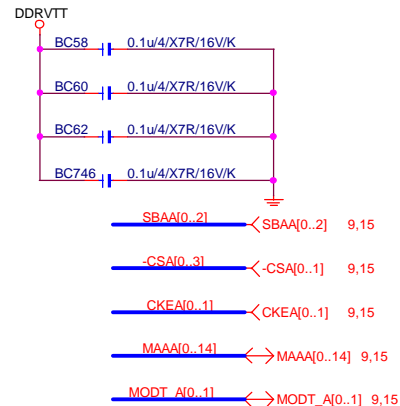 DDRVTT
BC58 0.1u/4/X7R/16V/K
BC60 0.1u/4/X7R/16V/K
BC62 0.1u/4/X7R/16V/K
BC746 0.1u/4/X7R/16V/K
SBAA[0..2] SBAA[0..2] 9,15
-CSA[0..3] -CSA[0..1] 9,15
CKEA[0..1] CKEA[0..1] 9,15
MAAA[0..14] MAAA[0..14] 9,15
MODT_A[0..1] MODT_A[0..1] 9,15